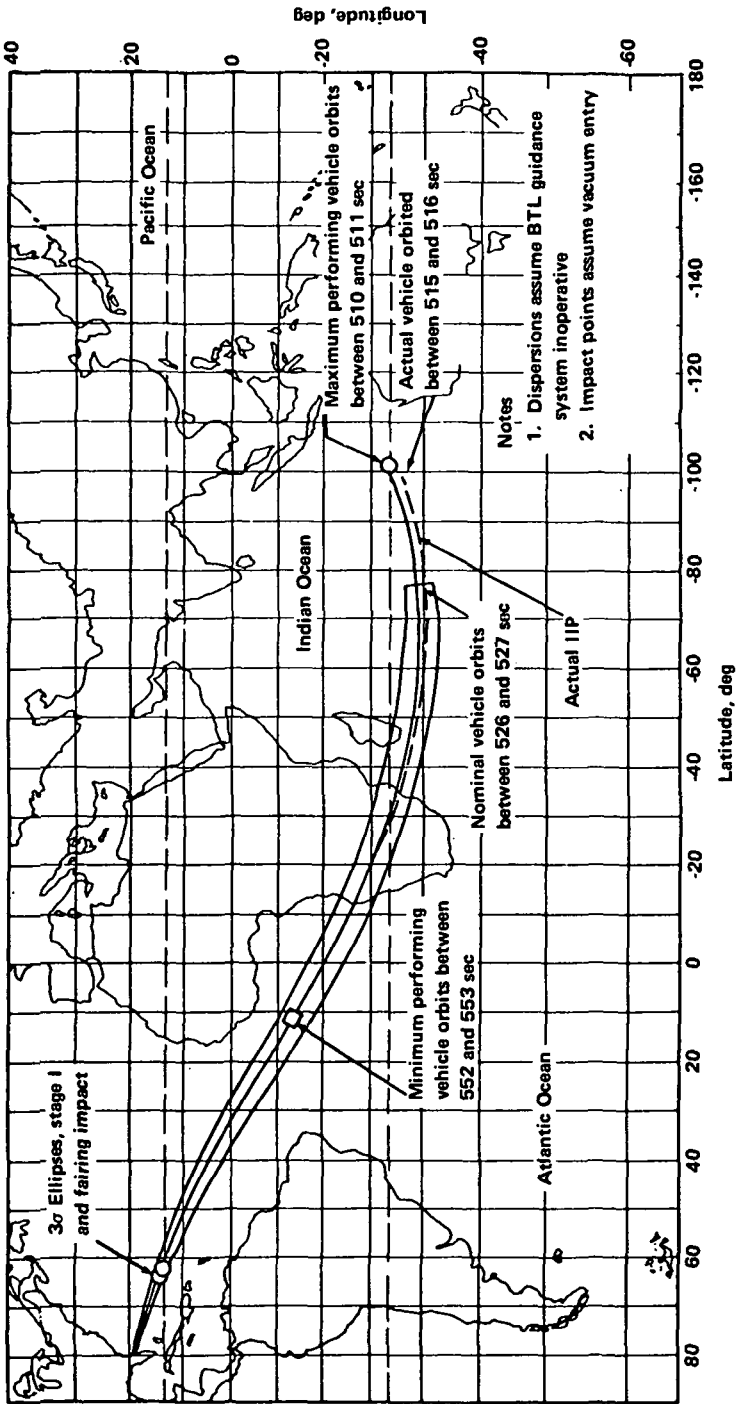 3σ Ellipses, stage I
and fairing impact
Pacific Ocean
Indian Ocean
Atlantic Ocean
Maximum performing vehicle orbits
between 510 and 511 sec
Actual vehicle orbited
between 515 and 516 sec
Minimum performing
vehicle orbits between
552 and 553 sec
Nominal vehicle orbits
between 526 and 527 sec
Actual IIP
Notes
1. Dispersions assume BTL guidance
system inoperative
2. Impact points assume vacuum entry
80
60
40
20
0
-20
-40
-60
-80
-100
-120
-140
-160
180
Latitude, deg
40
20
0
-20
-40
-60
Longitude, deg